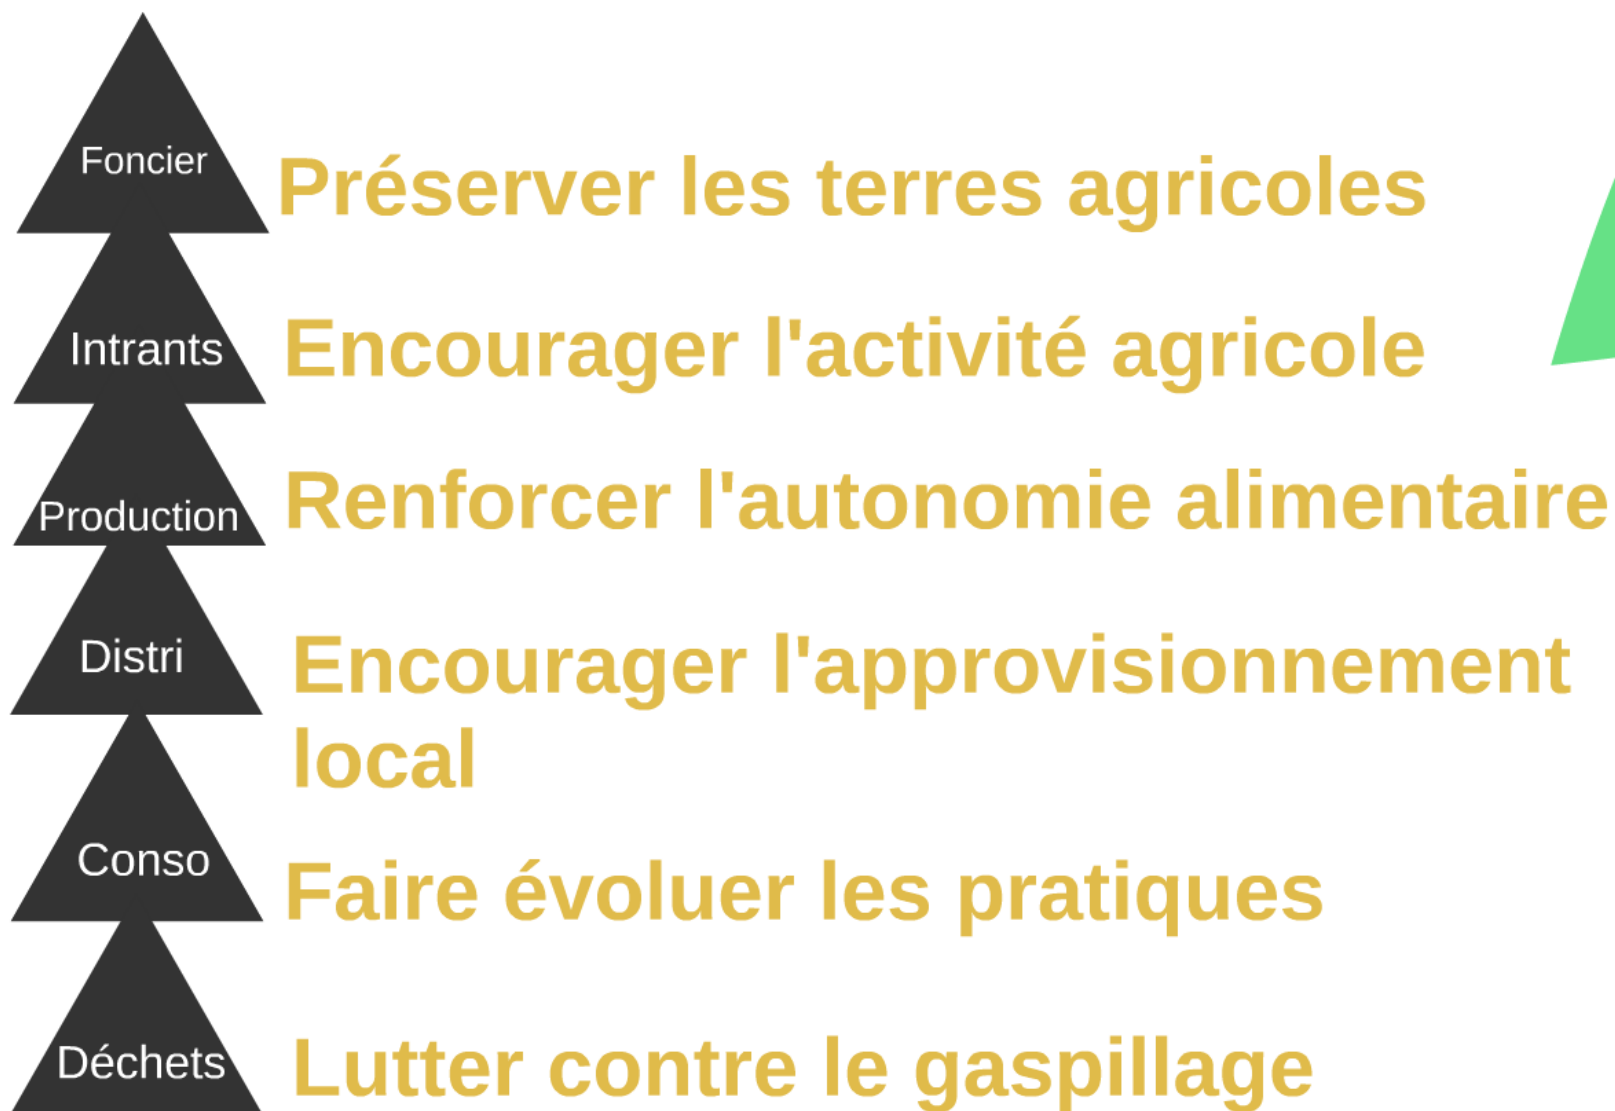 Foncier
Préserver les terres agricoles
Intrants
Encourager l'activité agricole
Production
Renforcer l'autonomie alimentaire
Distri
Encourager l'approvisionnement
local
Conso
Faire évoluer les pratiques
Déchets
Lutter contre le gaspillage